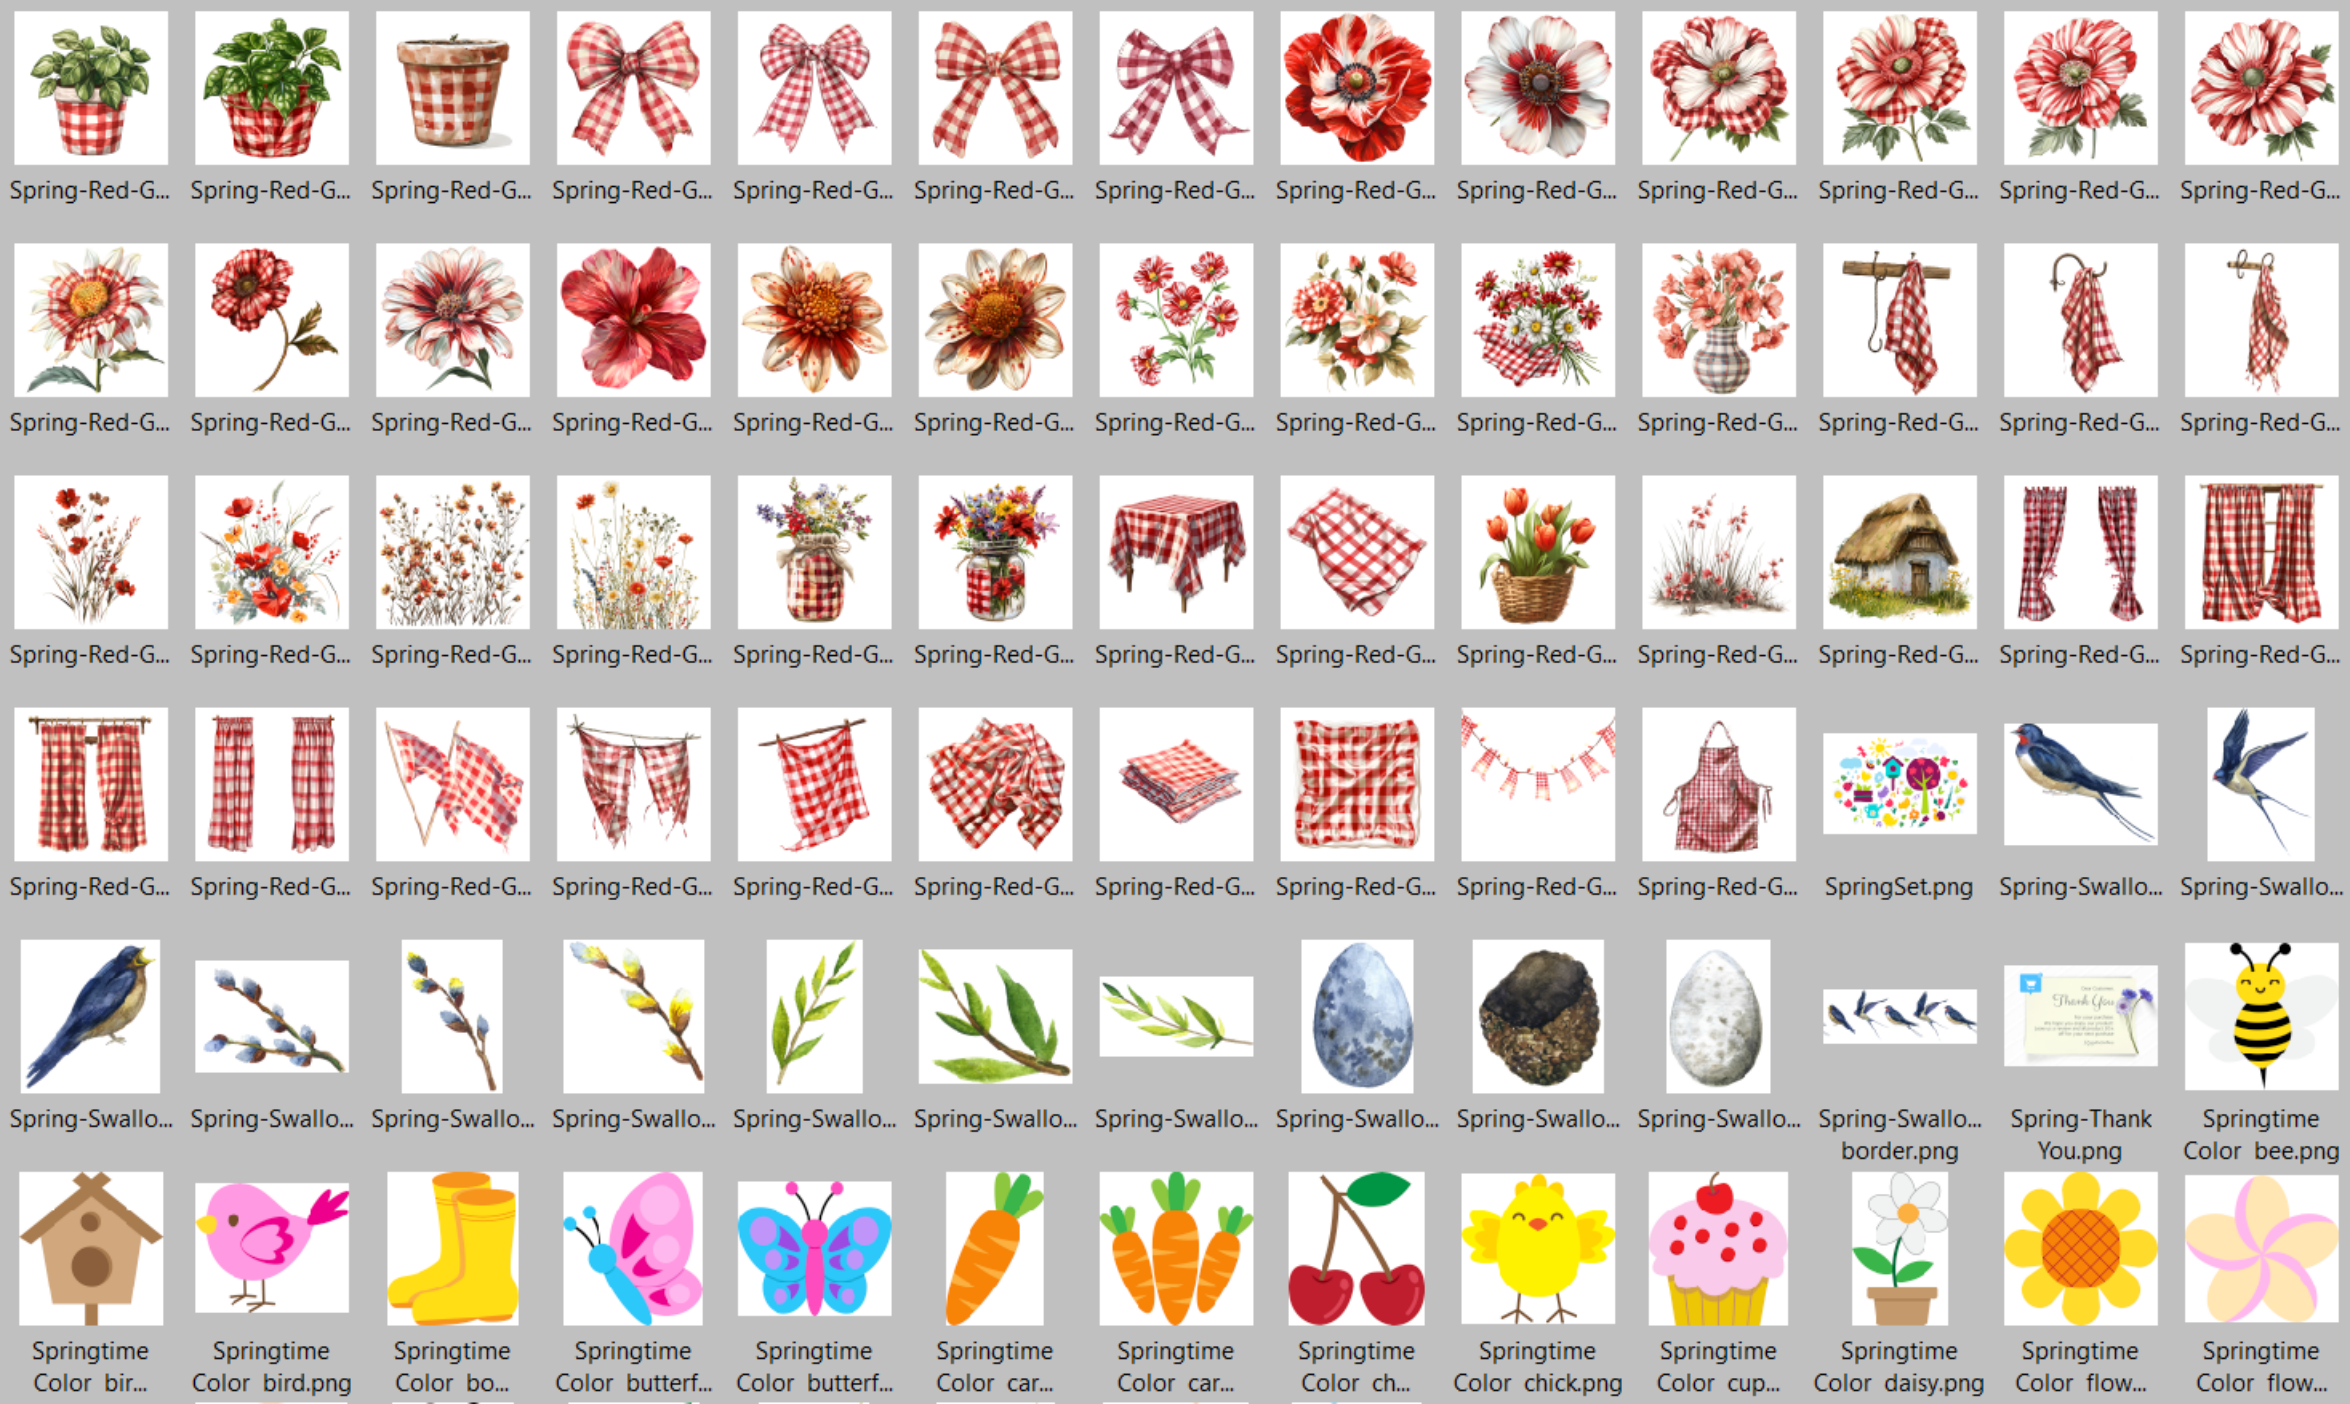 Spring-Red-G... Spring-Red-G... Spring-Red-G... Spring-Red-G... Spring-Red-G... Spring-Red-G... Spring-Red-G... Spring-Red-G... Spring-Red-G... Spring-Red-G... Spring-Red-G... Spring-Red-G... Spring-Red-G...
Spring-Red-G... Spring-Red-G... Spring-Red-G... Spring-Red-G... Spring-Red-G... Spring-Red-G... Spring-Red-G... Spring-Red-G... Spring-Red-G... Spring-Red-G... Spring-Red-G... Spring-Red-G... Spring-Red-G...
Spring-Red-G... Spring-Red-G... Spring-Red-G... Spring-Red-G... Spring-Red-G... Spring-Red-G... Spring-Red-G... Spring-Red-G... Spring-Red-G... Spring-Red-G... Spring-Red-G... Spring-Red-G... Spring-Red-G...
Spring-Red-G... Spring-Red-G... Spring-Red-G... Spring-Red-G... Spring-Red-G... Spring-Red-G... Spring-Red-G... Spring-Red-G... Spring-Red-G... Spring-Red-G... SpringSet.png Spring-Swallo... Spring-Swallo...
Thank You
Spring-Swallo... Spring-Swallo... Spring-Swallo... Spring-Swallo... Spring-Swallo... Spring-Swallo... Spring-Swallo... Spring-Swallo... Spring-Swallo... Spring-Swallo... Spring-Swallo... Spring-Thank Springtime
border.png You.png Color bee.png
Springtime Springtime Springtime Springtime Springtime Springtime Springtime Springtime Springtime Springtime Springtime Springtime Springtime
Color bir... Color bird.png Color bo... Color butterf... Color butterf... Color car... Color car... Color ch... Color chick.png Color cup... Color daisy.png Color flow... Color flow...